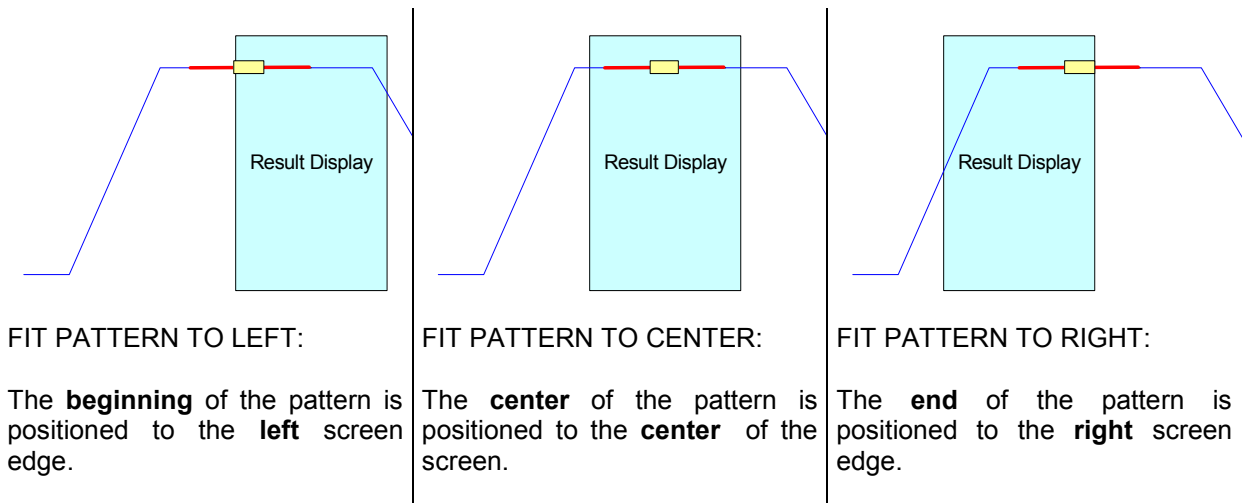 Result Display
FIT PATTERN TO LEFT:
The beginning of the pattern is
positioned to the left screen
edge.
Result Display
FIT PATTERN TO CENTER:
The center of the pattern is
positioned to the center of the
screen.
Result Display
FIT PATTERN TO RIGHT:
The end of the pattern is
positioned to the right screen
edge.